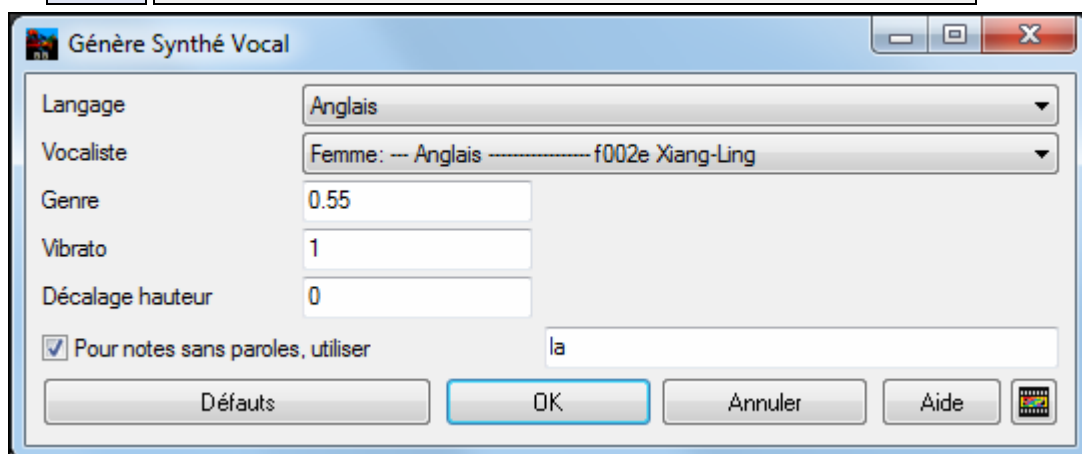 Génère Synthé Vocal
Langage Anglais
Vocaliste Femme: --- Anglais ----------------- f002e Xiang-Ling
Genre 0.55
Vibrato 1
Décalage hauteur 0
Pour notes sans paroles, utiliser la
Défauts OK Annuler Aide